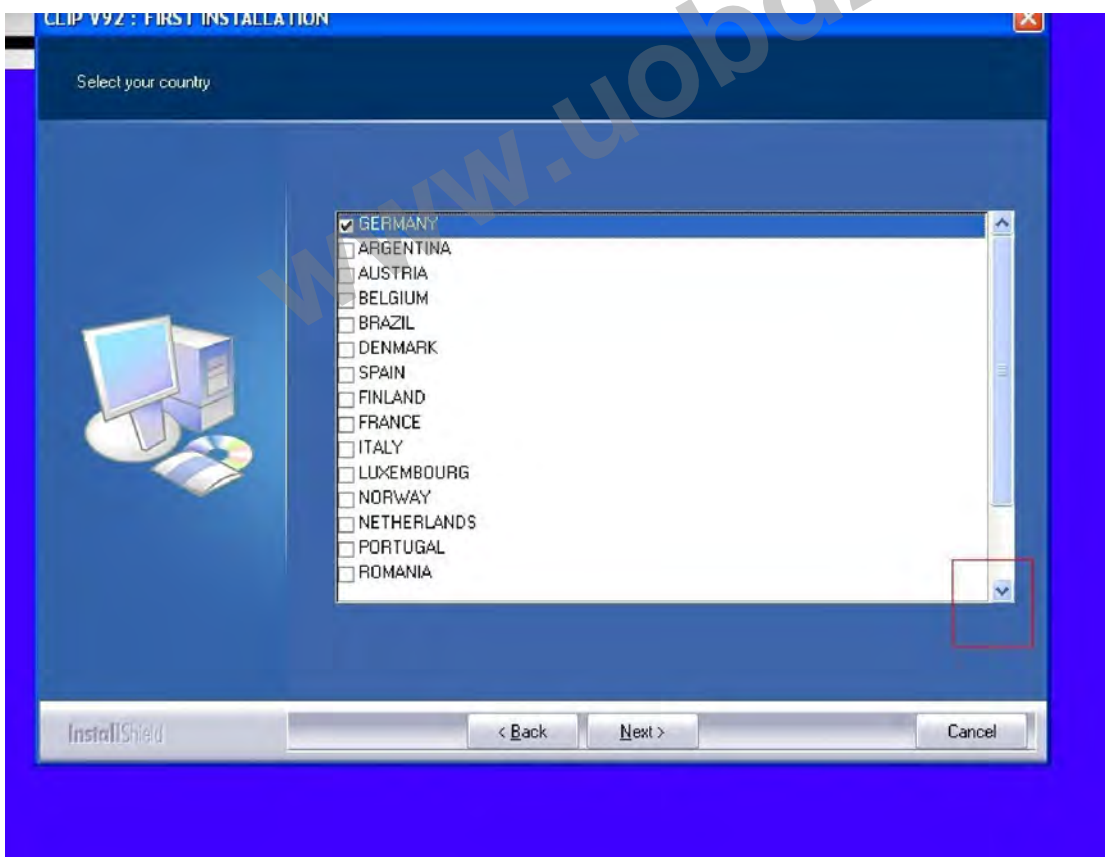 CLIP V92 : FIRST INSTALLATION
Select your country
www.uobd
GERMANY
ARGENTINA
AUSTRIA
BELGIUM
BRAZIL
DENMARK
SPAIN
FINLAND
FRANCE
ITALY
LUXEMBOURG
NORWAY
NETHERLANDS
PORTUGAL
ROMANIA
InstallShield
< Back
Next >
Cancel